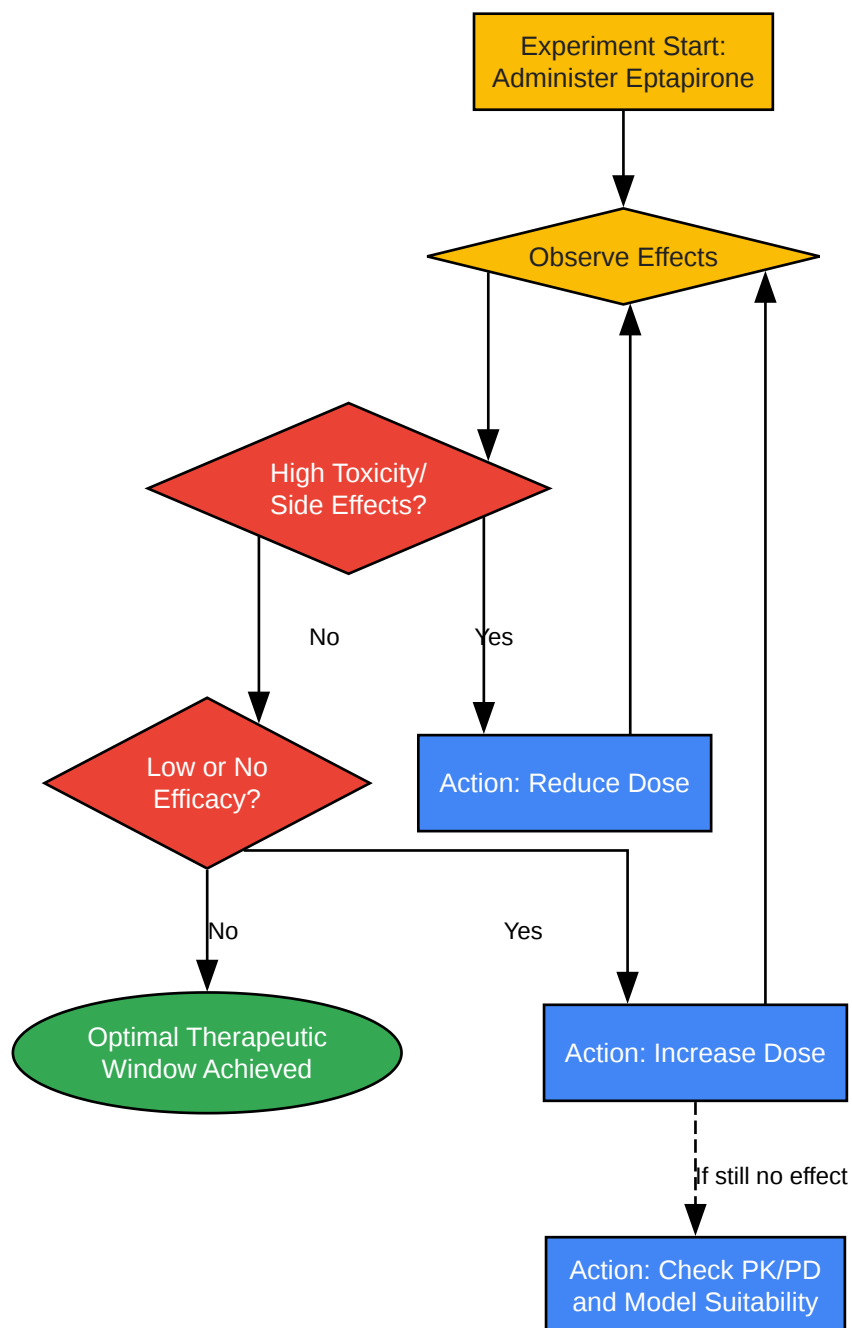 Experiment Start:
Administer Eptapirone
Observe Effects
High Toxicity/
Side Effects?
No
Yes
Low or No
Efficacy?
Action: Reduce Dose
No
Yes
Optimal Therapeutic
Window Achieved
Action: Increase Dose
If still no effect
Action: Check PK/PD
and Model Suitability